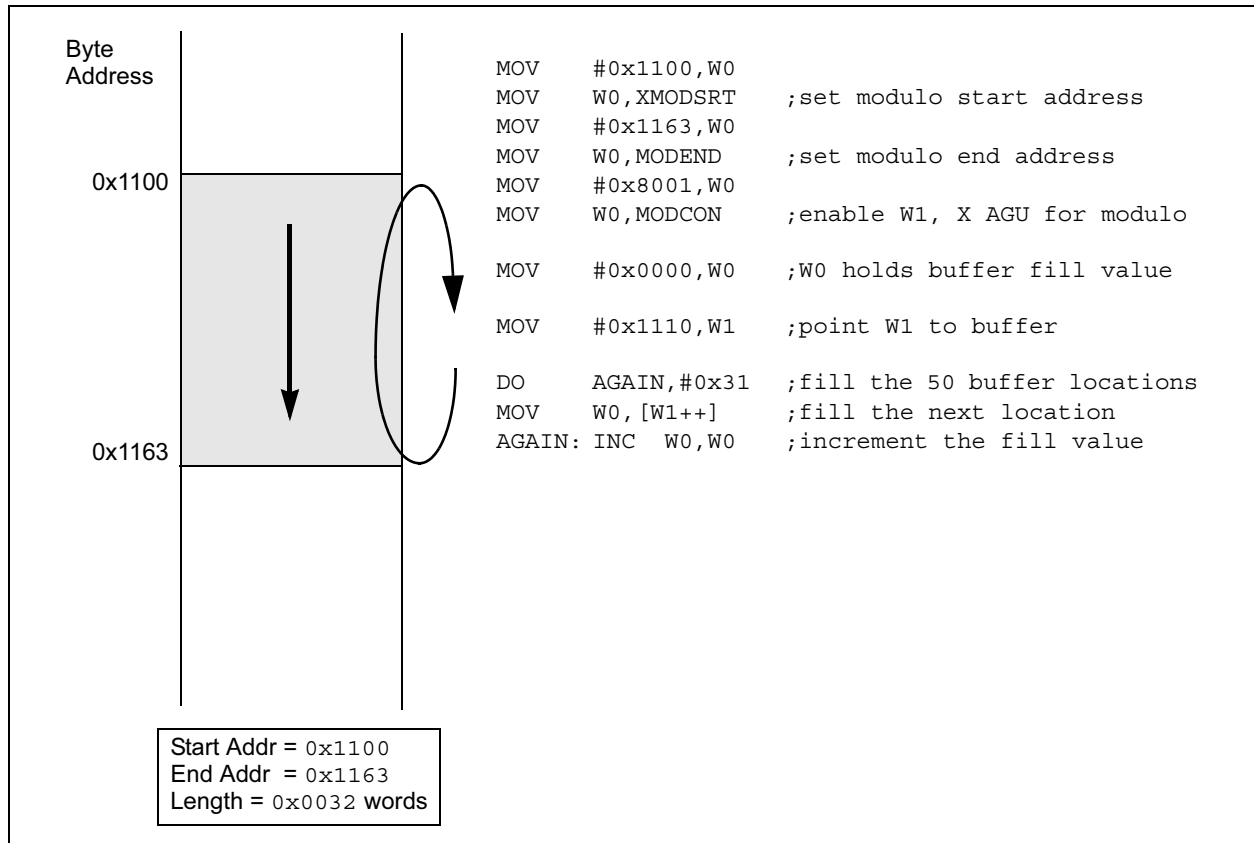 Byte
Address
0x1100
0x1163
MOV #0x1100,W0
MOV W0,XMODSRT ;set modulo start address
MOV #0x1163,W0
MOV W0,MODEND ;set modulo end address
MOV #0x8001,W0
MOV W0,MODCON ;enable W1, X AGU for modulo
MOV #0x0000,W0 ;W0 holds buffer fill value
MOV #0x1110,W1 ;point W1 to buffer
DO AGAIN,#0x31 ;fill the 50 buffer locations
MOV W0,[W1++] ;fill the next location
AGAIN: INC W0,W0 ;increment the fill value
Start Addr = 0x1100
End Addr = 0x1163
Length = 0x0032 words